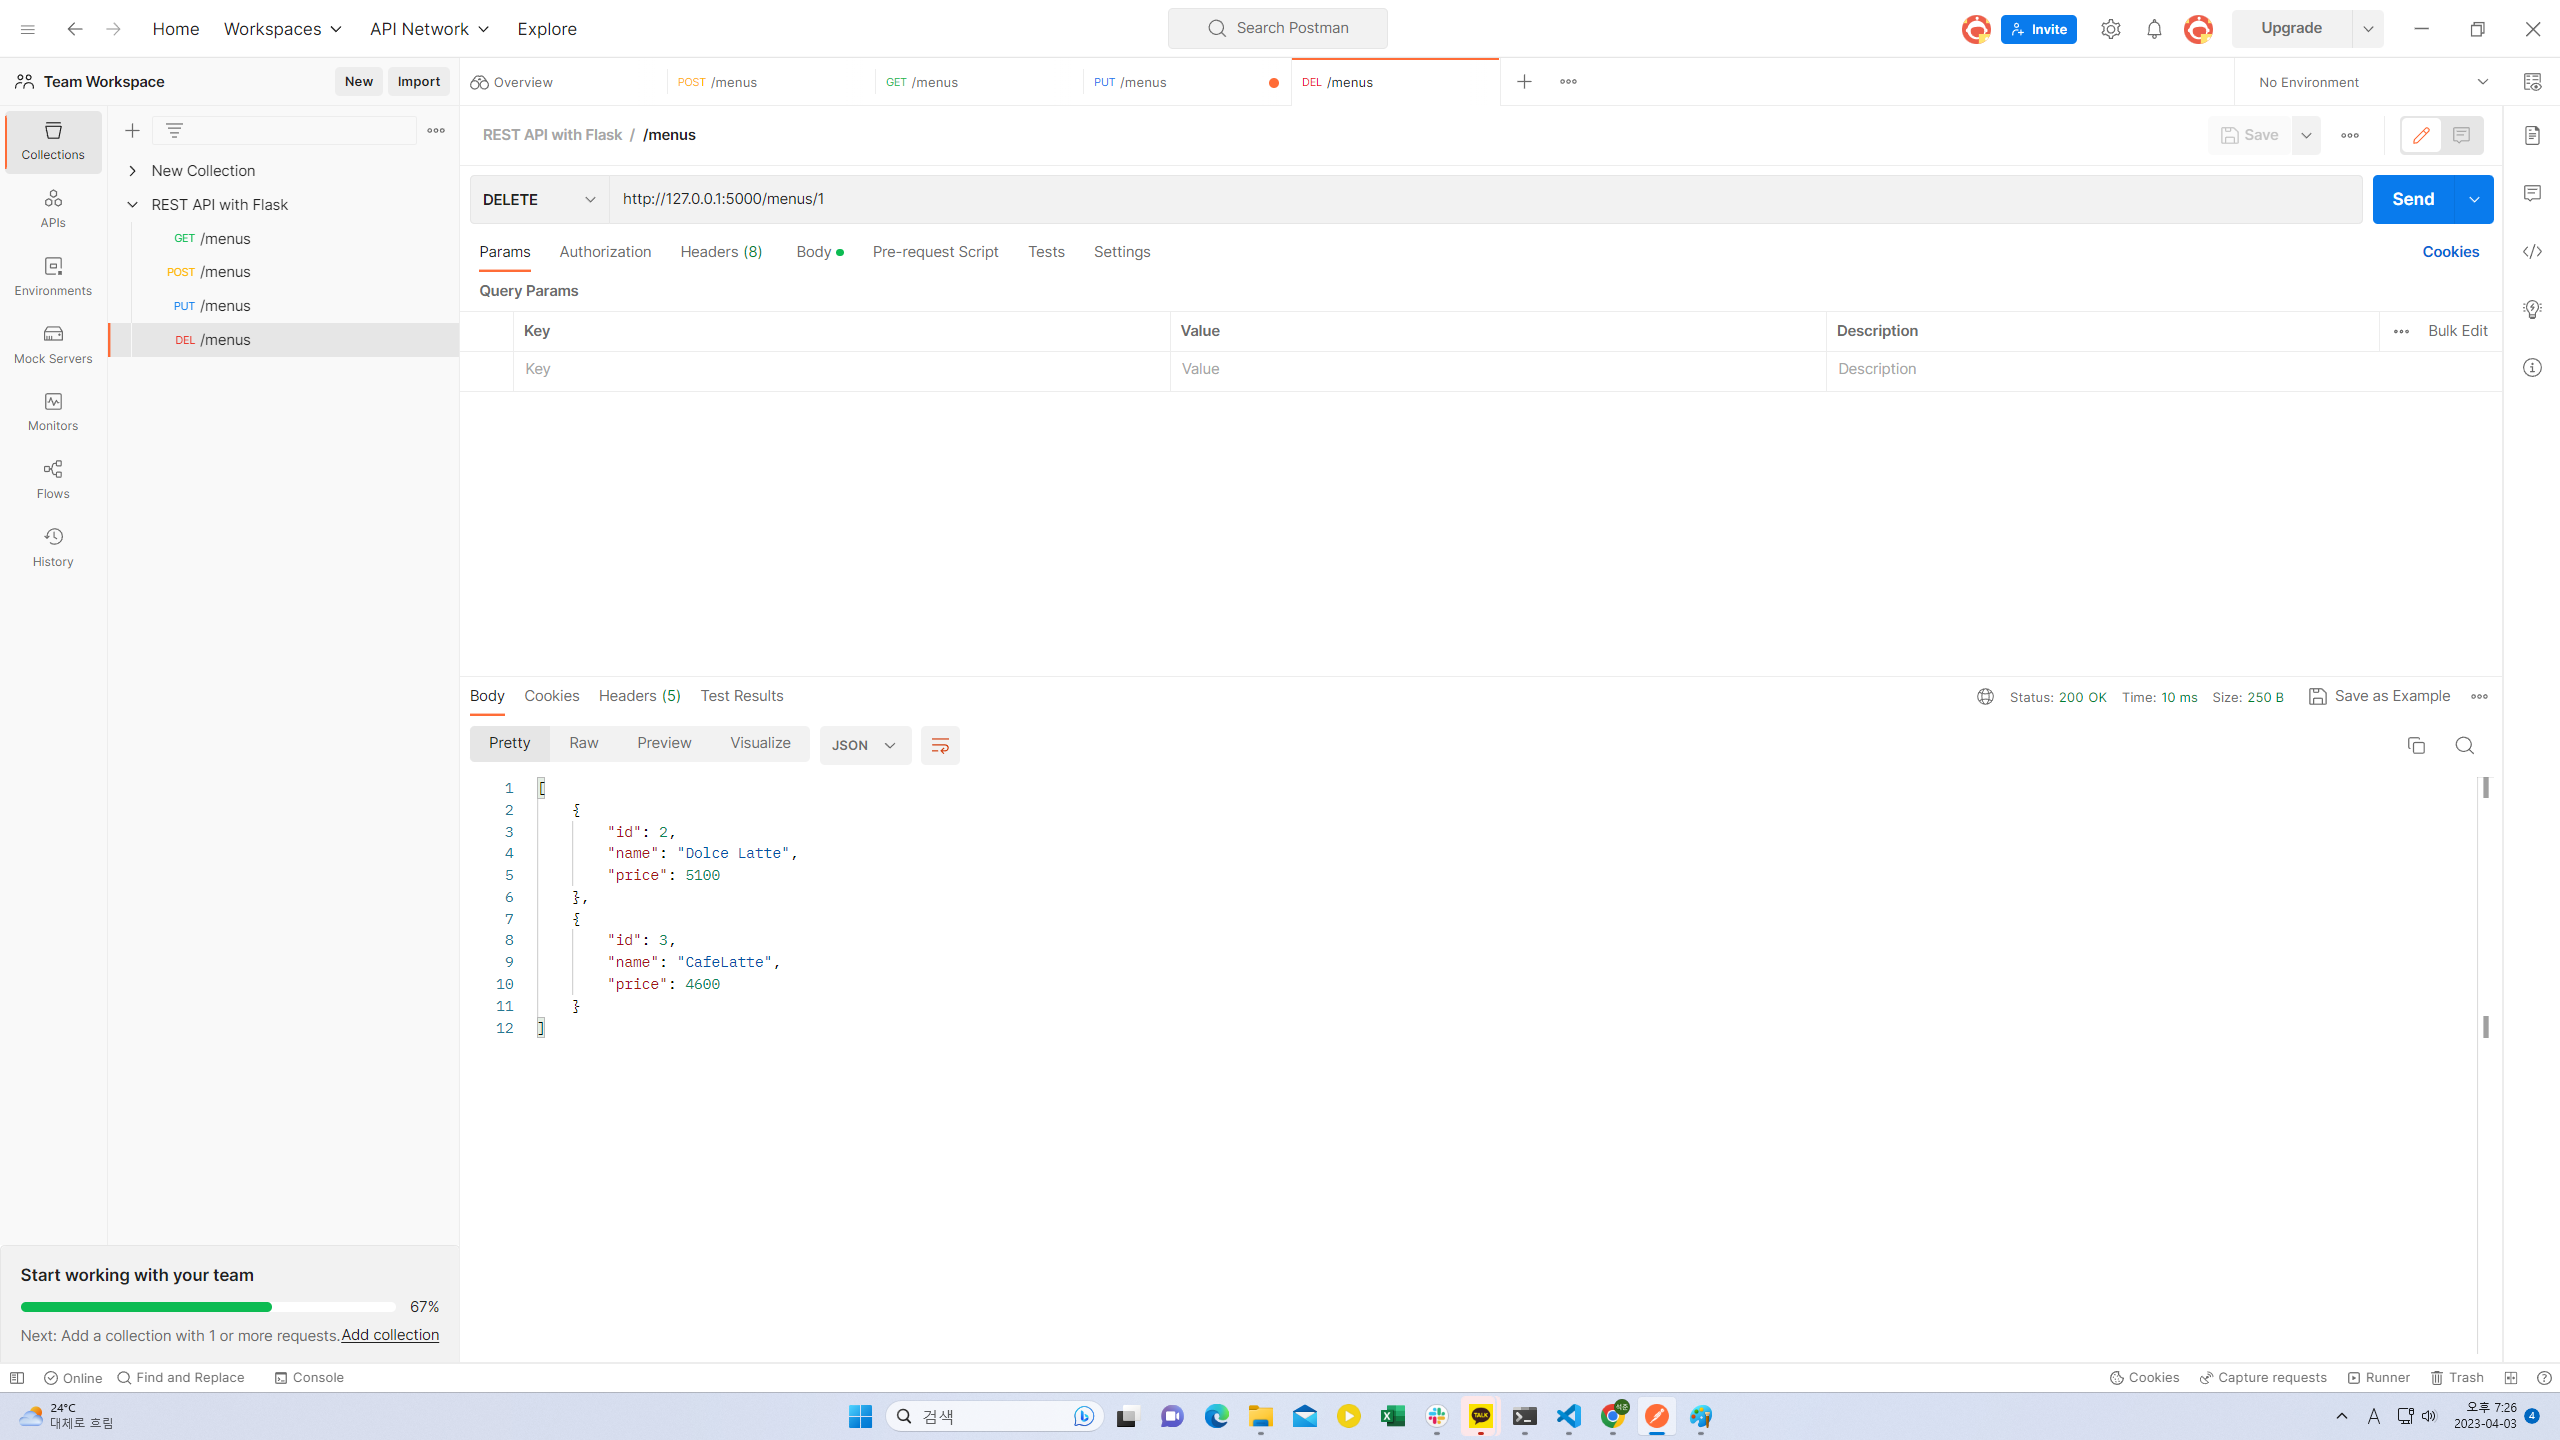 Home Workspaces API Network Explore Search Postman Invite Upgrade
Team Workspace New Import Overview POST /menus GET /menus PUT /menus DEL /menus No Environment
Collections
APIs
Environments
Mock Servers
Monitors
Flows
History
New Collection
REST API with Flask
GET /menus
POST /menus
PUT /menus
DEL /menus
REST API with Flask / /menus Save
DELETE http://127.0.0.1:5000/menus/1 Send
Params Authorization Headers (8) Body Pre-request Script Tests Settings Cookies
Query Params
Key Value Description Bulk Edit
Key Value Description
Body Cookies Headers (5) Test Results Status: 200 OK Time: 10 ms Size: 250 B Save as Example
Pretty Raw Preview Visualize JSON
1 [
2 {
3 "id": 2,
4 "name": "Dolce Latte",
5 "price": 5100
6 },
7 {
8 "id": 3,
9 "name": "CafeLatte",
10 "price": 4600
11 }
12 ]
Start working with your team
67%
Next: Add a collection with 1 or more requests. Add collection
Online Find and Replace Console Cookies Capture requests Runner Trash
24°C
대체로 흐림
검색
TALK
석준
A
오후 7:26
2023-04-03
4